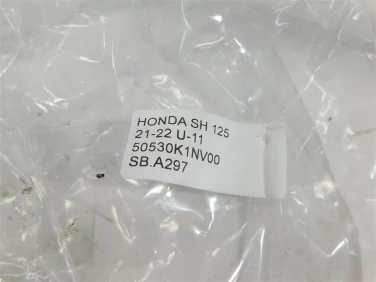 HONDA SH 125
21-22 U-11
50530K1NV00
SB.A297